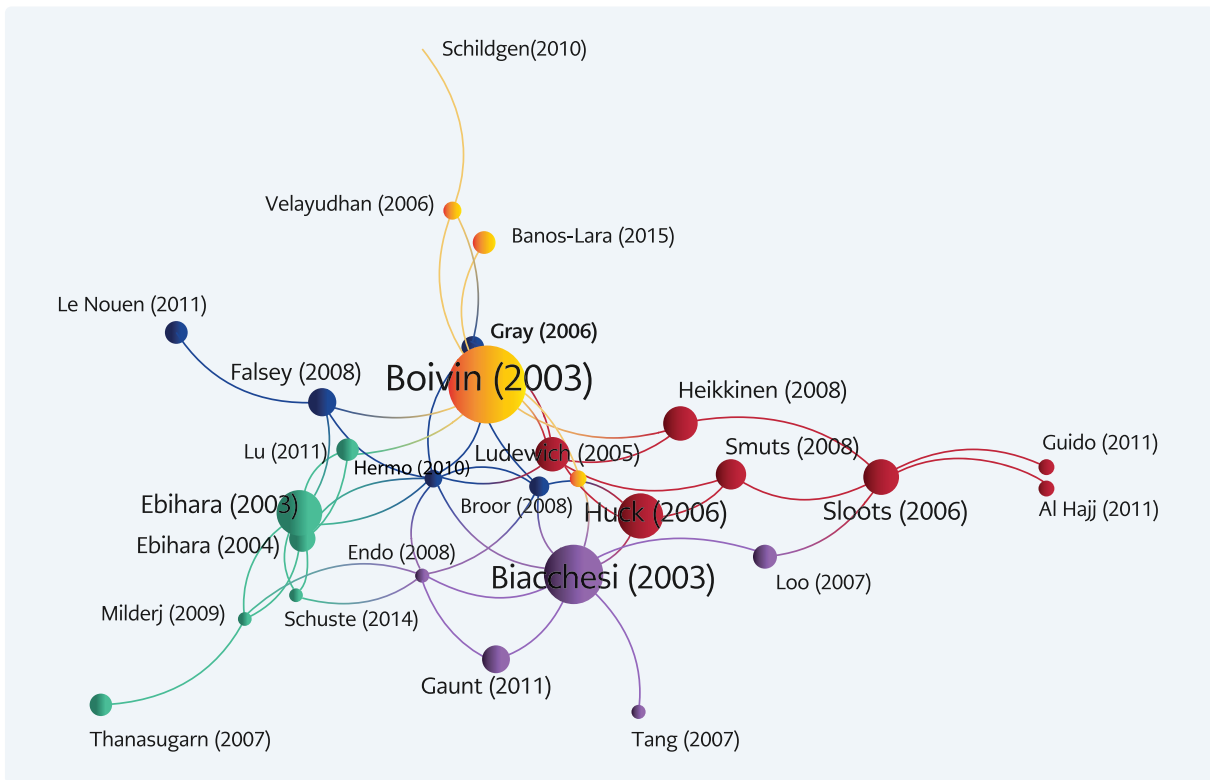 Schildgen(2010)
Velayudhan (2006)
Banos-Lara (2015)
Le Nouen (2011)
Gray (2006)
Falsey (2008)
Boivin (2003)
Heikkinen (2008)
Lu (2011)
Hermo (2010)
Ludewich (2005)
Smuts (2008)
Guido (2011)
Ebihara (2003)
Broor (2008)
Huck (2006)
Sloots (2006)
Al Hajj (2011)
Ebihara (2004)
Endo (2008)
Biacchesi (2003)
Loo (2007)
Milderj (2009)
Schuste (2014)
Gaunt (2011)
Thanasugarn (2007)
Tang (2007)